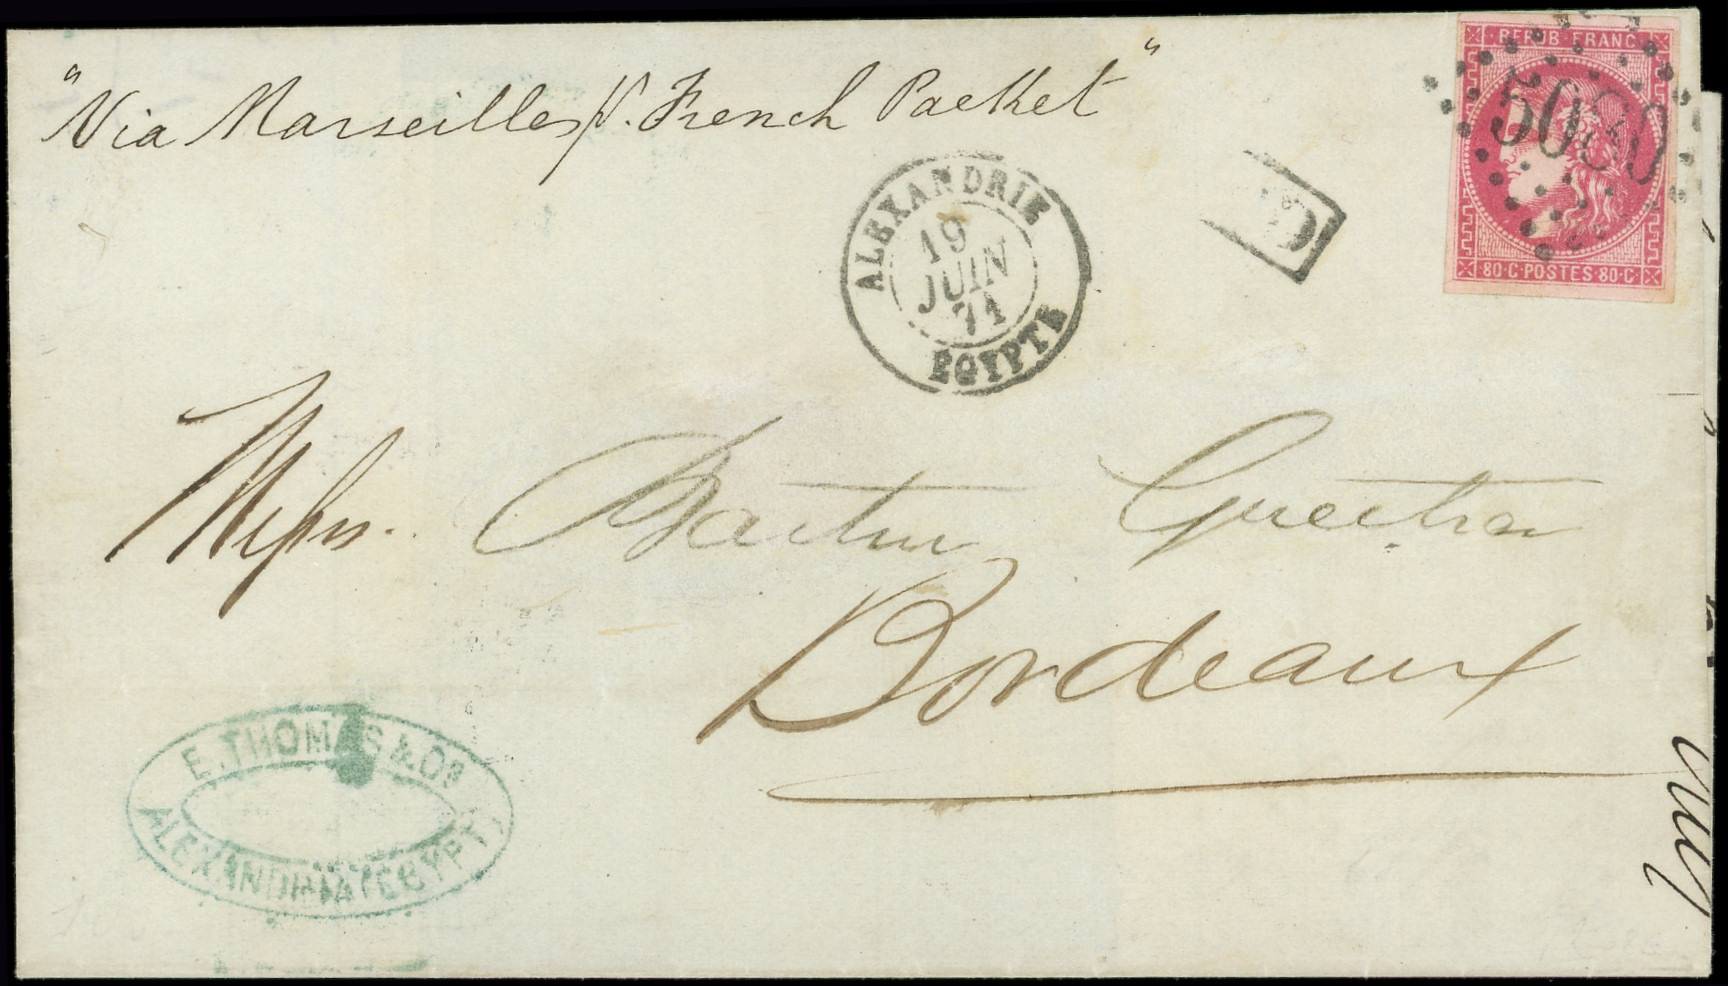 "Via Marseilles p. French Packet"
REPUB·FRANC
5080
80·C·POSTES·80·C
ALEXANDRIE
19
JUIN
71
EGYPTE
Messrs.
Bordeaux
E. THOMAS & Co
ALEXANDRIA EGYPT